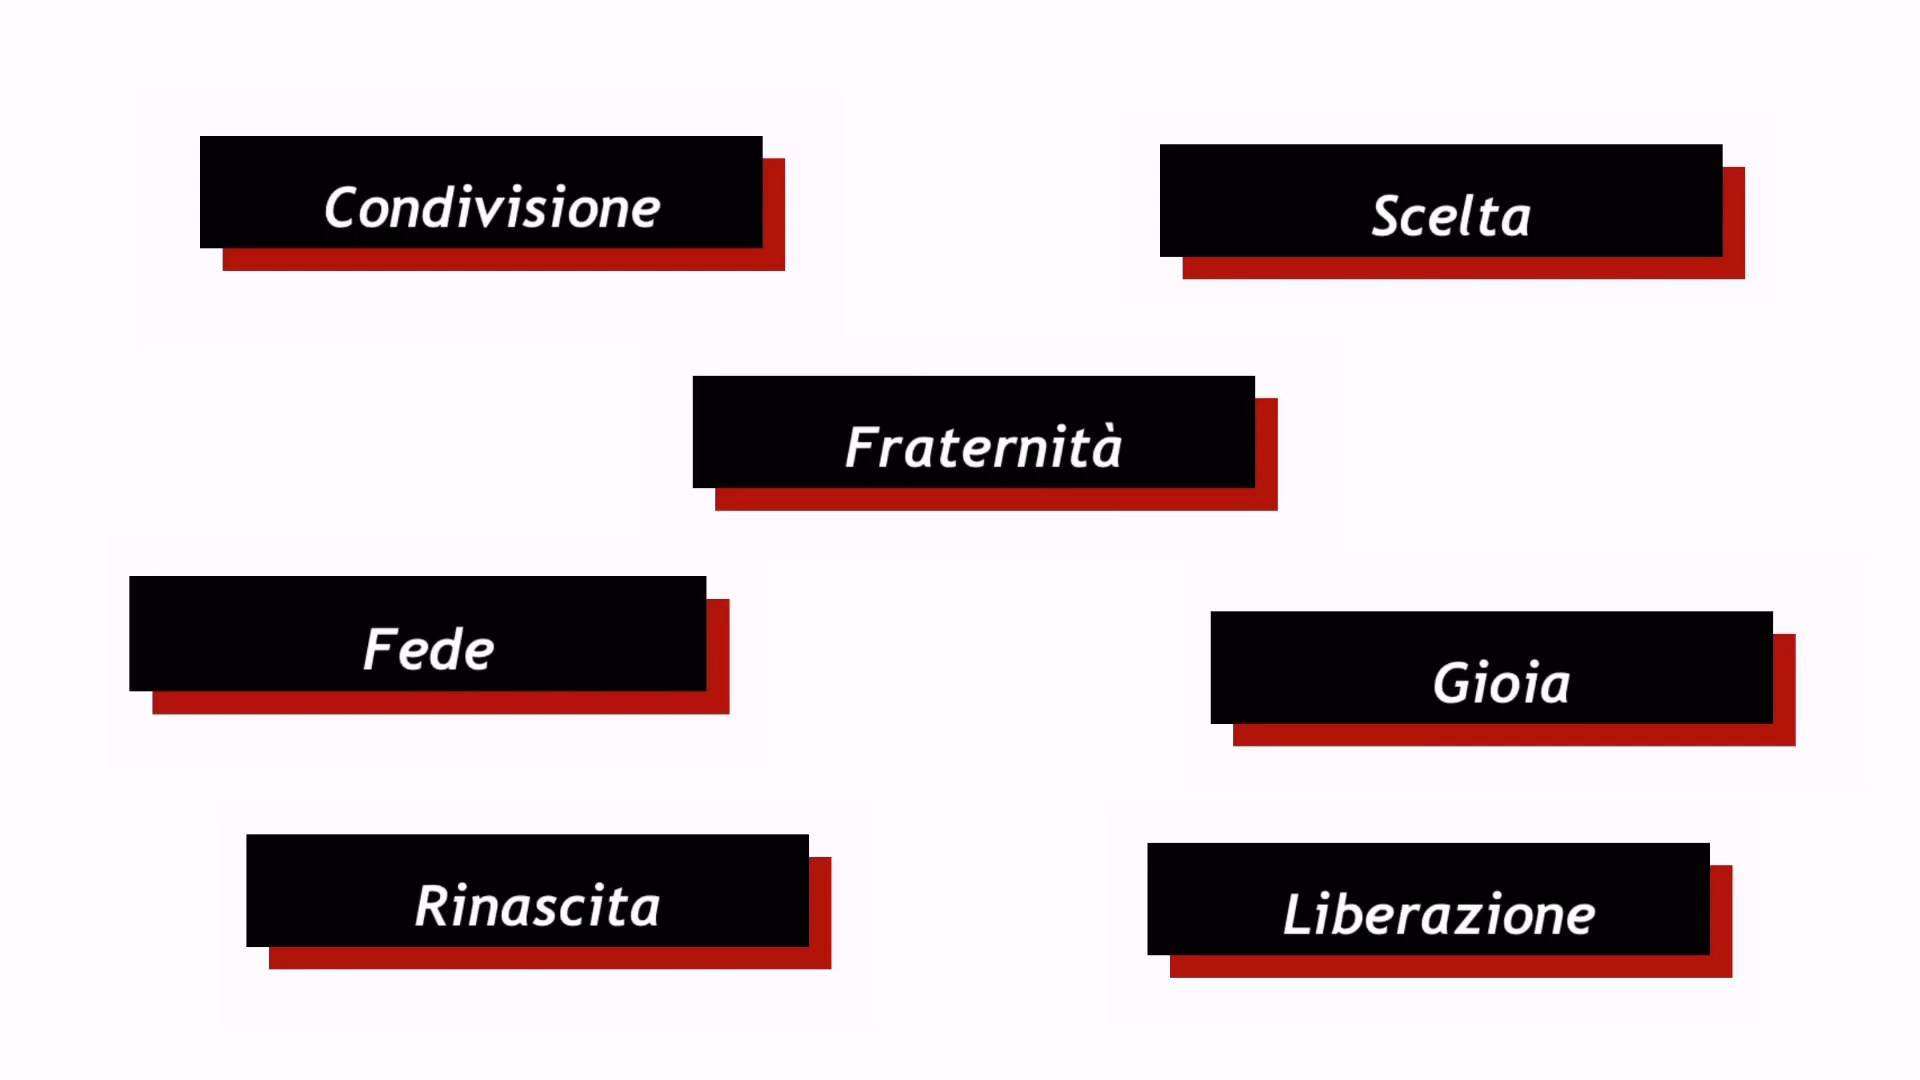 Condivisione
Scelta
Fraternità
Fede
Gioia
Rinascita
Liberazione